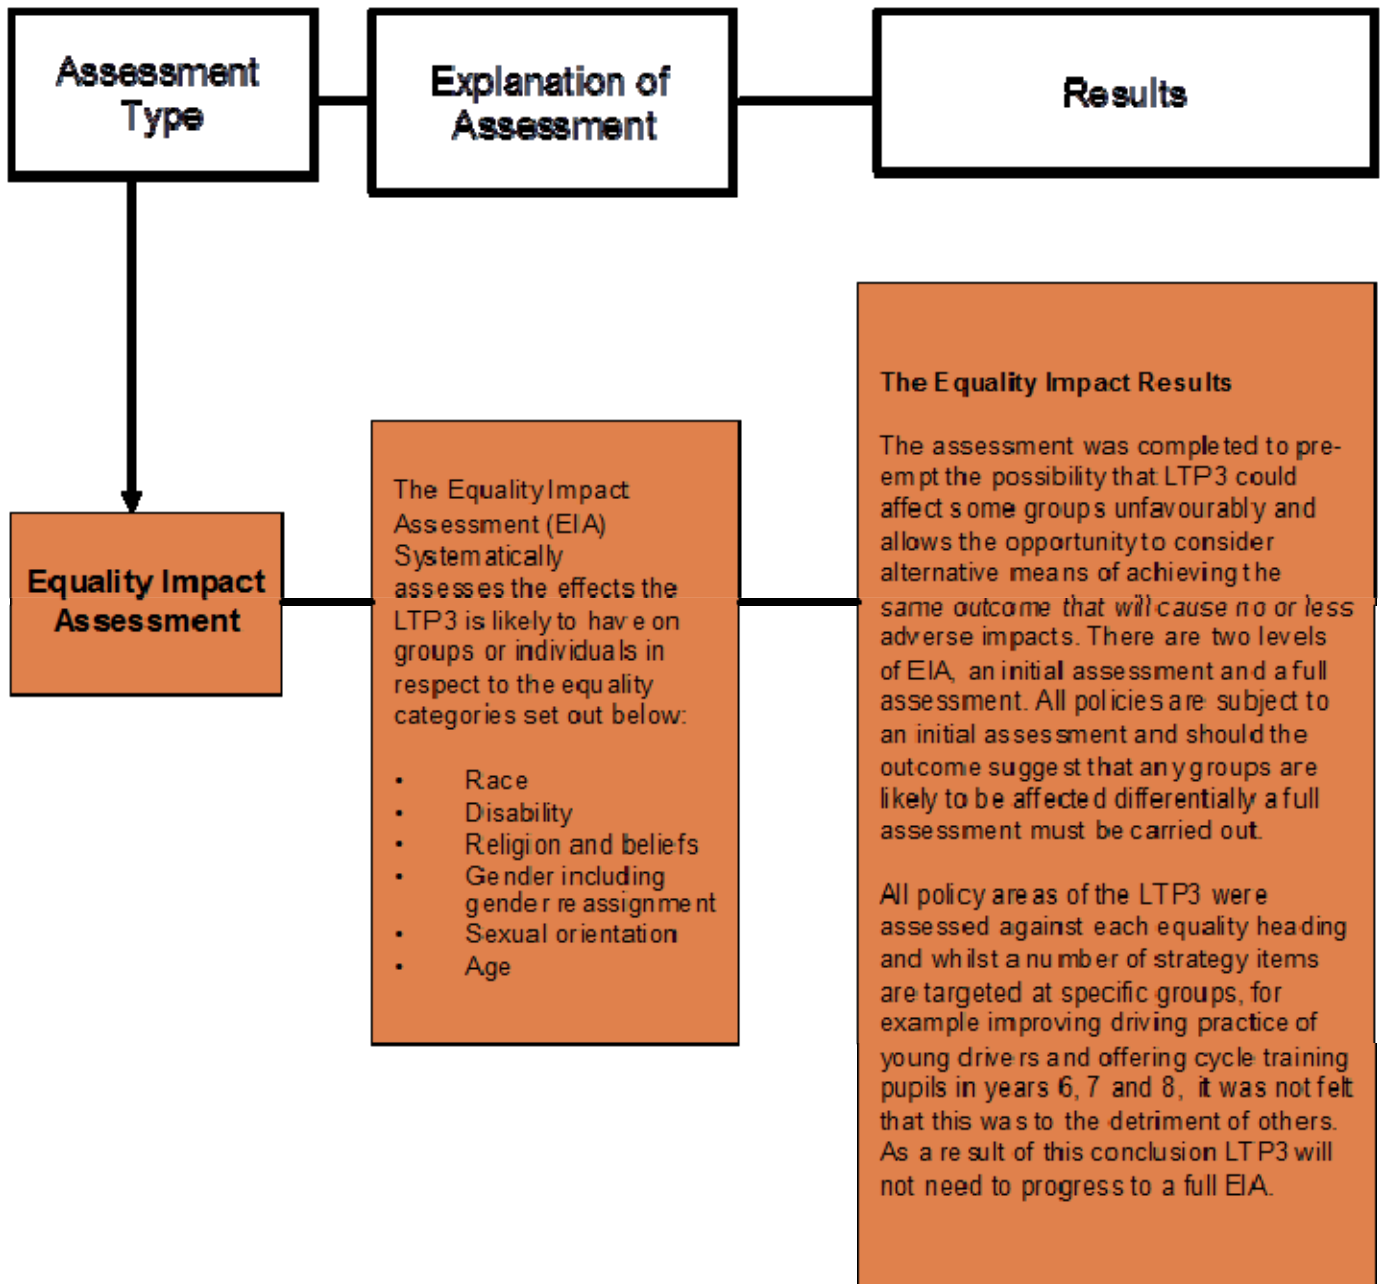 Assessment
Type
Explanation of
Assessment
Results
Equality Impact
Assessment
The Equality Impact
Assessment (EIA)
Systematically
assesses the effects the
LTP3 is likely to have on
groups or individuals in
respect to the equality
categories set out below:
• Race
• Disability
• Religion and beliefs
• Gender including
gender reassignment
• Sexual orientation
• Age
The Equality Impact Results
The assessment was completed to pre-
empt the possibility that LTP3 could
affect some groups unfavourably and
allows the opportunity to consider
alternative means of achieving the
same outcome that will cause no or less
adverse impacts. There are two levels
of EIA, an initial assessment and a full
assessment. All policies are subject to
an initial assessment and should the
outcome suggest that any groups are
likely to be affected differentially a full
assessment must be carried out.
All policy areas of the LTP3 were
assessed against each equality heading
and whilst a number of strategy items
are targeted at specific groups, for
example improving driving practice of
young drivers and offering cycle training
pupils in years 6, 7 and 8, it was not felt
that this was to the detriment of others.
As a result of this conclusion LTP3 will
not need to progress to a full EIA.